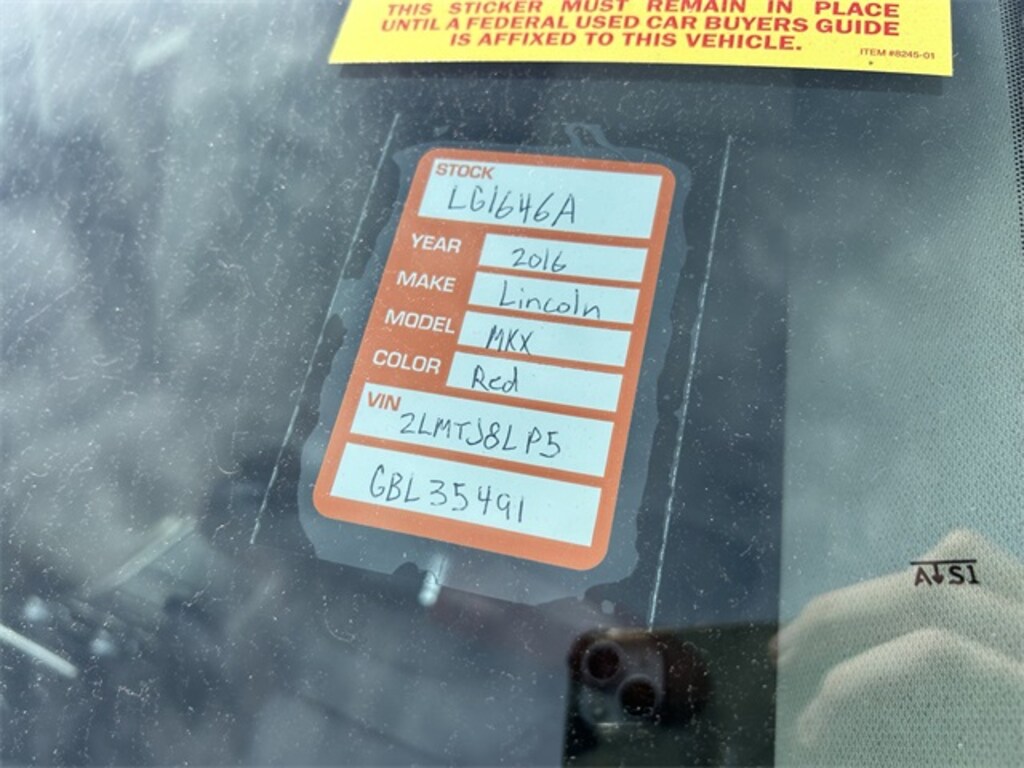 THIS STICKER MUST REMAIN IN PLACE
UNTIL A FEDERAL USED CAR BUYERS GUIDE
IS AFFIXED TO THIS VEHICLE.
ITEM #8245-01
STOCK
LG1646A
YEAR 2016
MAKE Lincoln
MODEL MKX
COLOR Red
VIN
2LMTJ8LP5
GBL35491
AS1